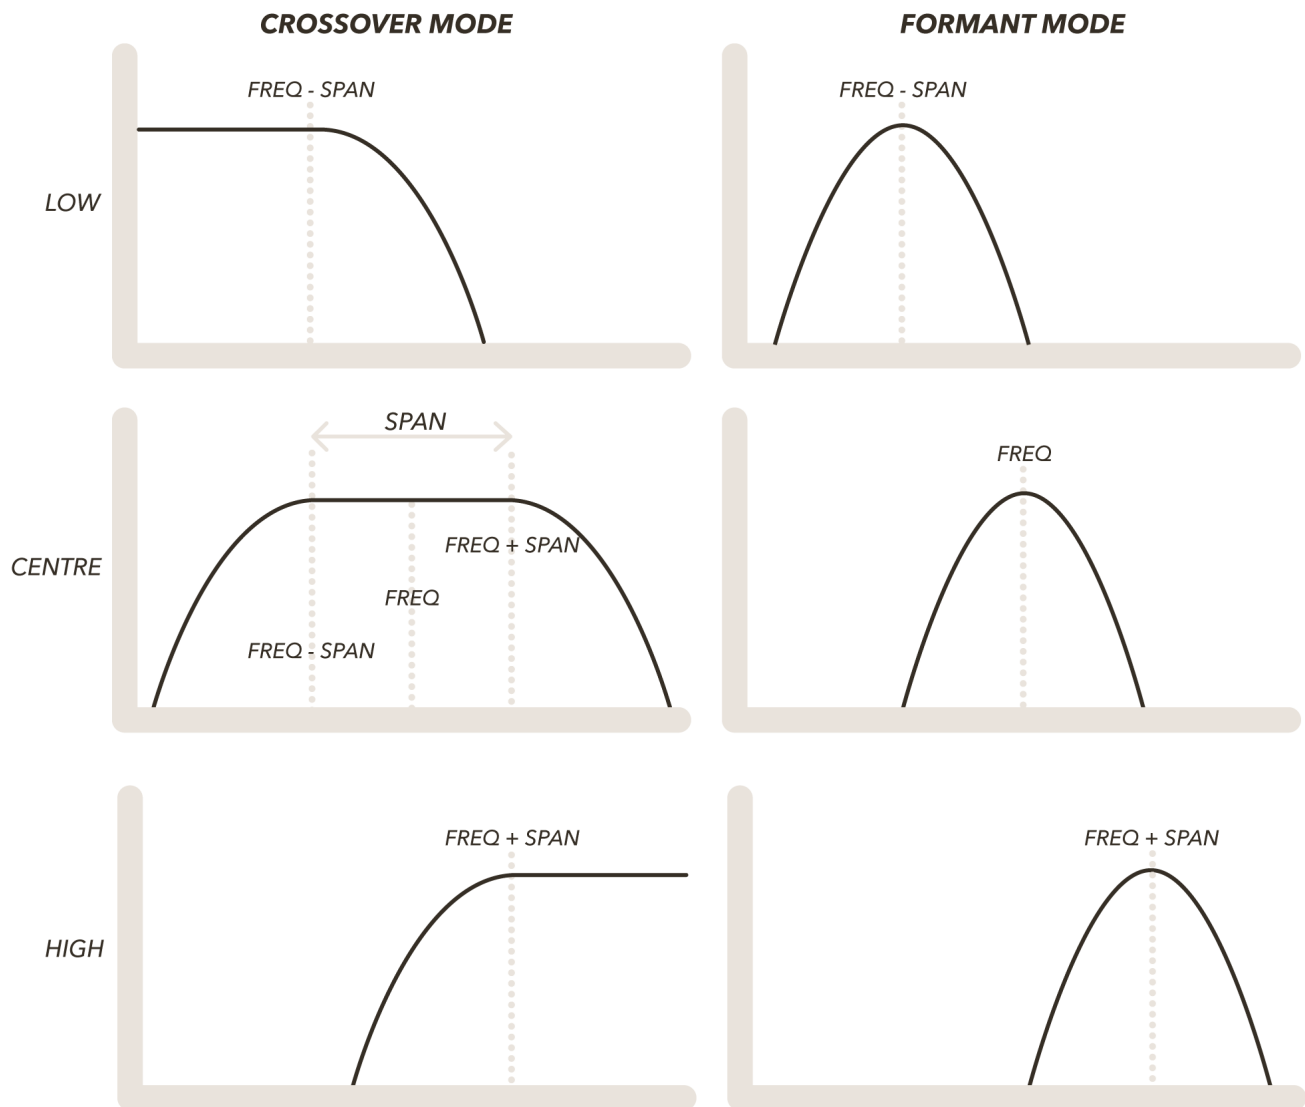 CROSSOVER MODE
FORMANT MODE
FREQ - SPAN
FREQ - SPAN
LOW
SPAN
FREQ
FREQ + SPAN
CENTRE
FREQ
FREQ - SPAN
FREQ + SPAN
FREQ + SPAN
HIGH